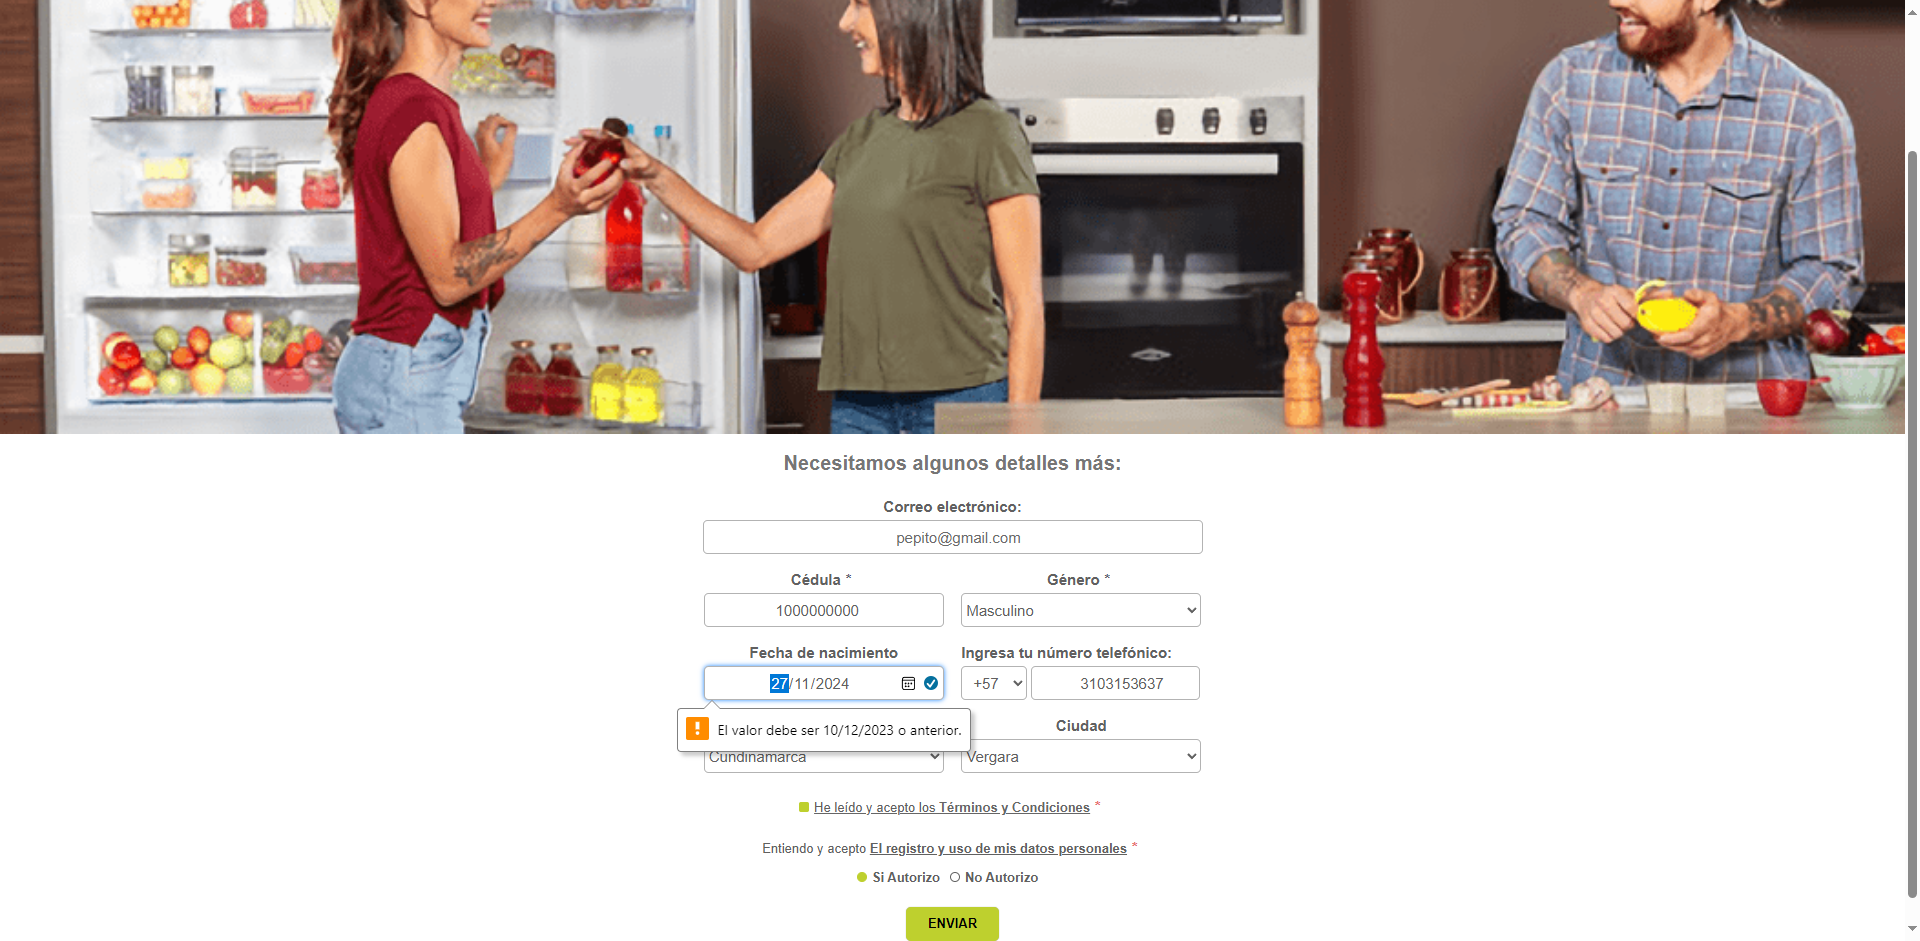 Necesitamos algunos detalles más:
Correo electrónico:
pepito@gmail.com
Cédula * Género *
1000000000 Masculino
Fecha de nacimiento Ingresa tu número telefónico:
27/11/2024 +57 3103153637
El valor debe ser 10/12/2023 o anterior.
Ciudad
Cundinamarca Vergara
He leído y acepto los Términos y Condiciones *
Entiendo y acepto El registro y uso de mis datos personales *
Si Autorizo No Autorizo
ENVIAR